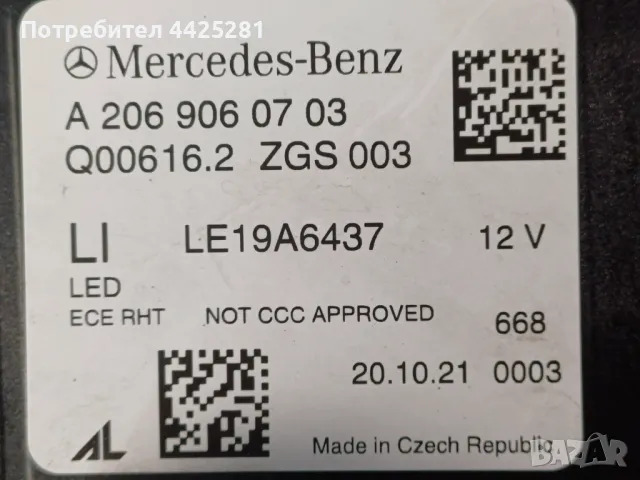 Потребител 4425281
Mercedes-Benz
A 206 906 07 03
Q00616.2 ZGS 003
LI LE19A6437 12 V
LED
ECE RHT NOT CCC APPROVED 668
20.10.21 0003
AL Made in Czech Republic
BAZAR